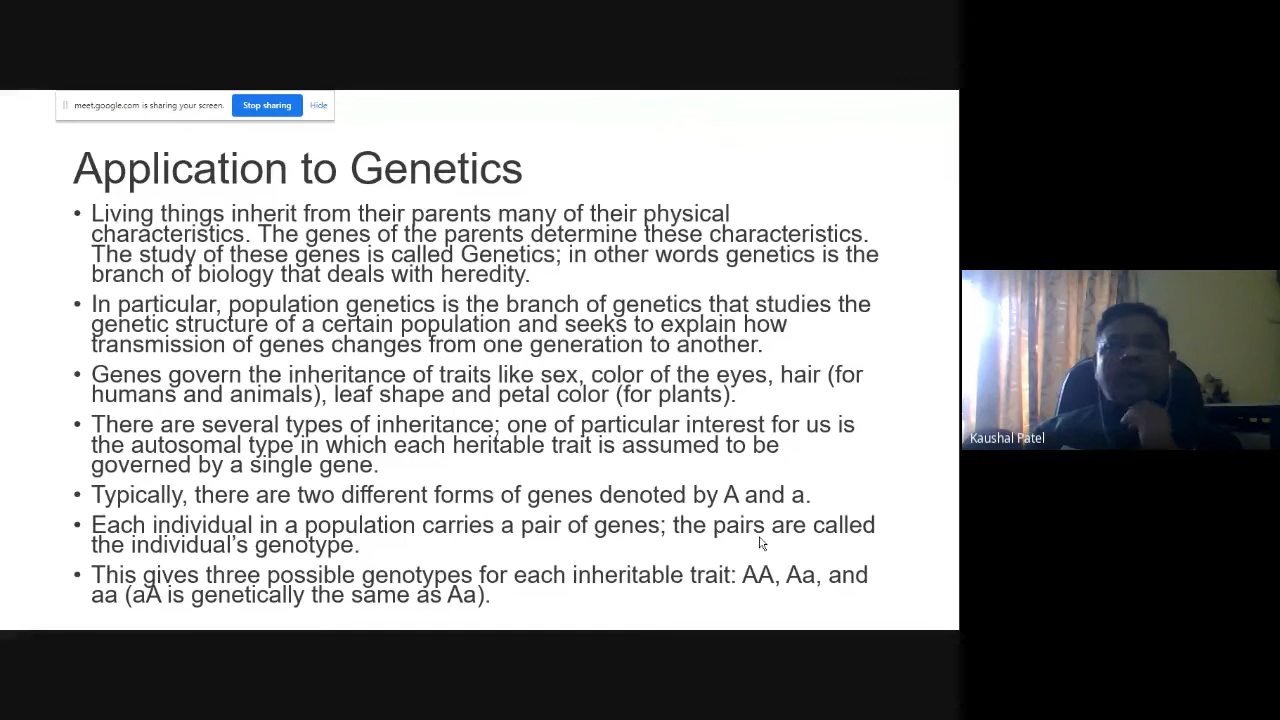 meet.google.com is sharing your screen.
Stop sharing
Hide
Application to Genetics
• Living things inherit from their parents many of their physical
characteristics. The genes of the parents determine these characteristics.
The study of these genes is called Genetics; in other words genetics is the
branch of biology that deals with heredity.
• In particular, population genetics is the branch of genetics that studies the
genetic structure of a certain population and seeks to explain how
transmission of genes changes from one generation to another.
• Genes govern the inheritance of traits like sex, color of the eyes, hair (for
humans and animals), leaf shape and petal color (for plants).
• There are several types of inheritance; one of particular interest for us is
the autosomal type in which each heritable trait is assumed to be
governed by a single gene.
• Typically, there are two different forms of genes denoted by A and a.
• Each individual in a population carries a pair of genes; the pairs are called
the individual’s genotype.
• This gives three possible genotypes for each inheritable trait: AA, Aa, and
aa (aA is genetically the same as Aa).
Kaushal Patel